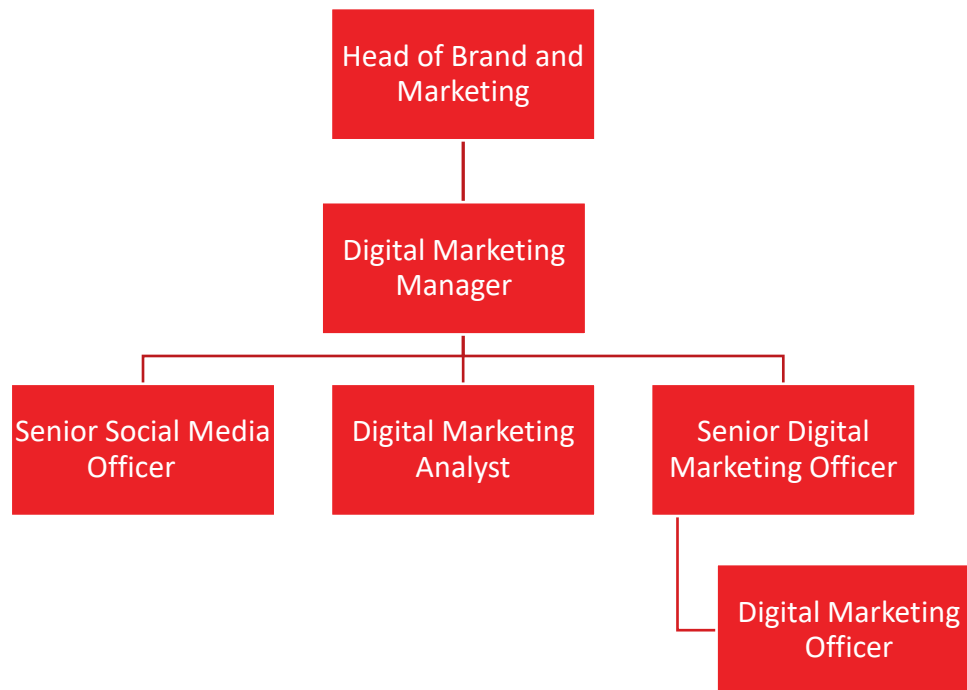 Head of Brand and
Marketing
Digital Marketing
Manager
Senior Social Media
Officer
Digital Marketing
Analyst
Senior Digital
Marketing Officer
Digital Marketing
Officer